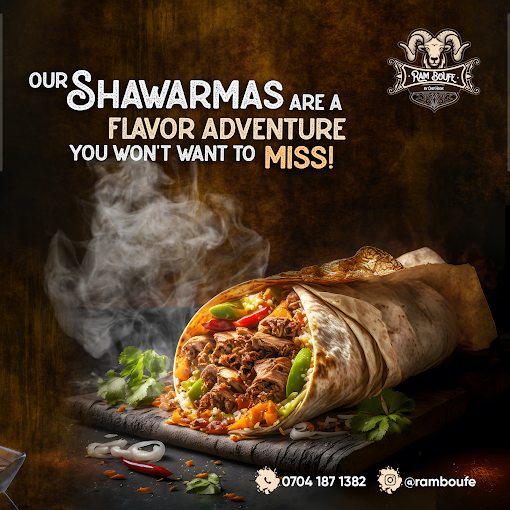 RAM BOUFE
OUR SHAWARMAS ARE A
FLAVOR ADVENTURE
YOU WON'T WANT TO MISS!
0704 187 1382 @ramboufe